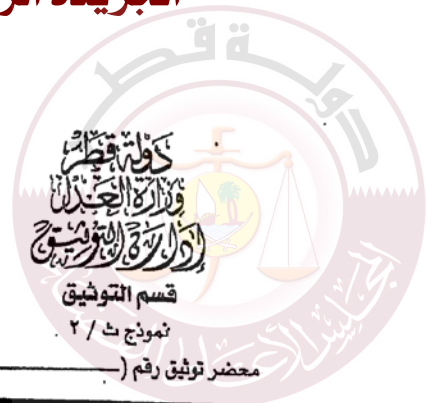 دولة قطر
وزارة العدل
إدارة التوثيق
قسم التوثيق
نموذج ث / ٢
محضر توثيق رقم (